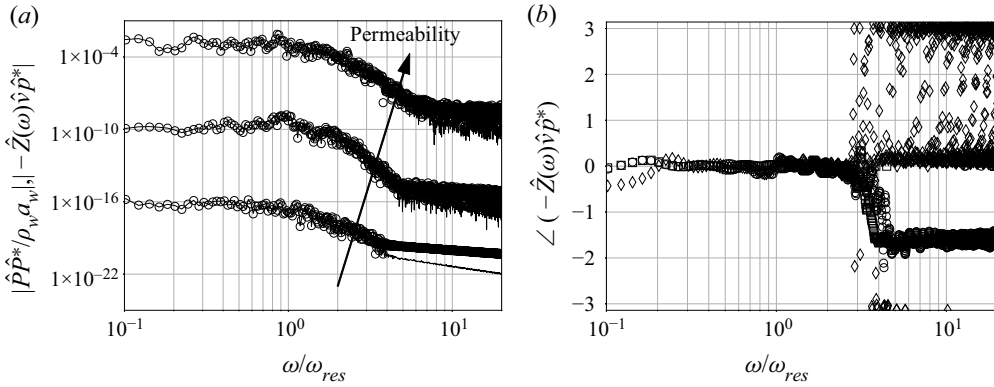 (a)
Permeability
1×10⁻⁴
1×10⁻¹⁰
1×10⁻¹⁶
1×10⁻²²
|P̂P̂*/ρ_w a_w|,|−Ẑ(ω)v̂p̂*|
10⁻¹
10⁰
10¹
ω/ω_res
(b)
3
2
1
0
−1
−2
−3
∠ (−Ẑ(ω)v̂p̂*)
10⁻¹
10⁰
10¹
ω/ω_res